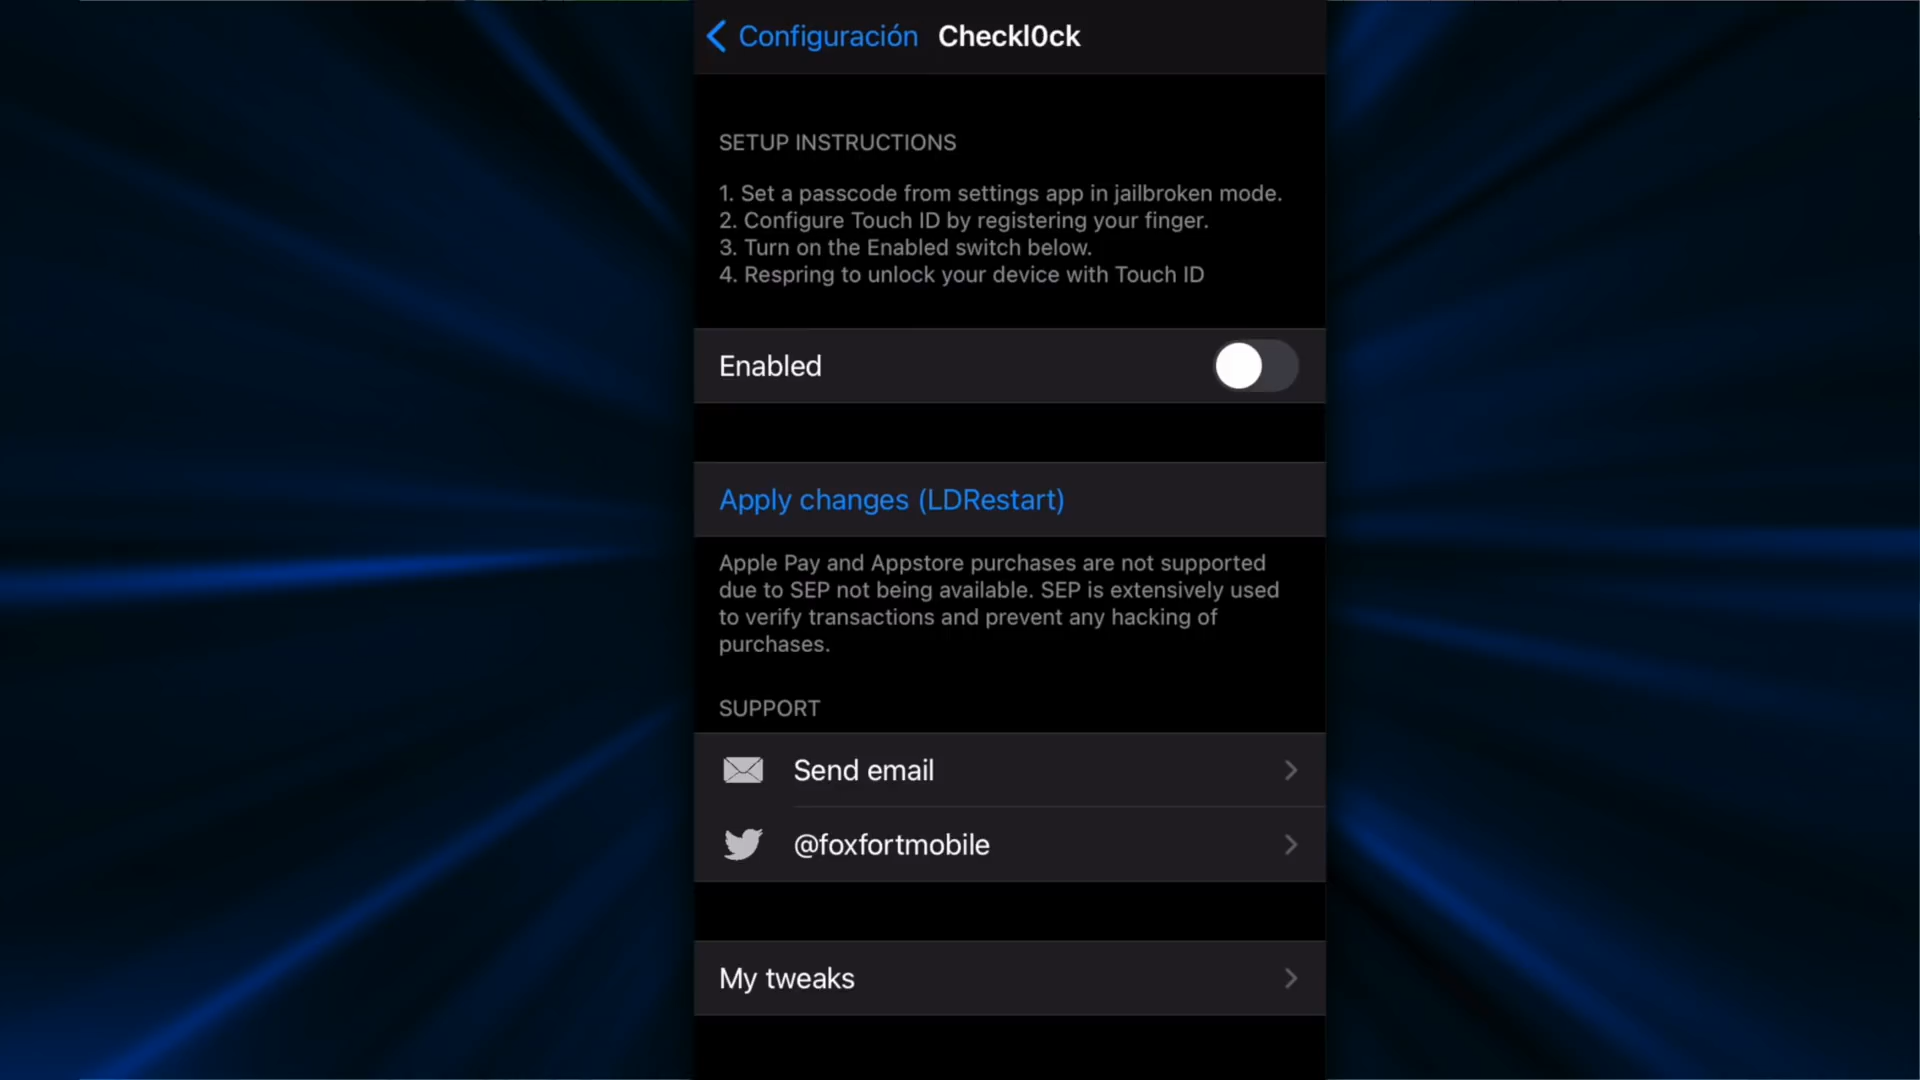 Configuración Checkl0ck
SETUP INSTRUCTIONS
1. Set a passcode from settings app in jailbroken mode.
2. Configure Touch ID by registering your finger.
3. Turn on the Enabled switch below.
4. Respring to unlock your device with Touch ID
Enabled
Apply changes (LDRestart)
Apple Pay and Appstore purchases are not supported
due to SEP not being available. SEP is extensively used
to verify transactions and prevent any hacking of
purchases.
SUPPORT
Send email
@foxfortmobile
My tweaks